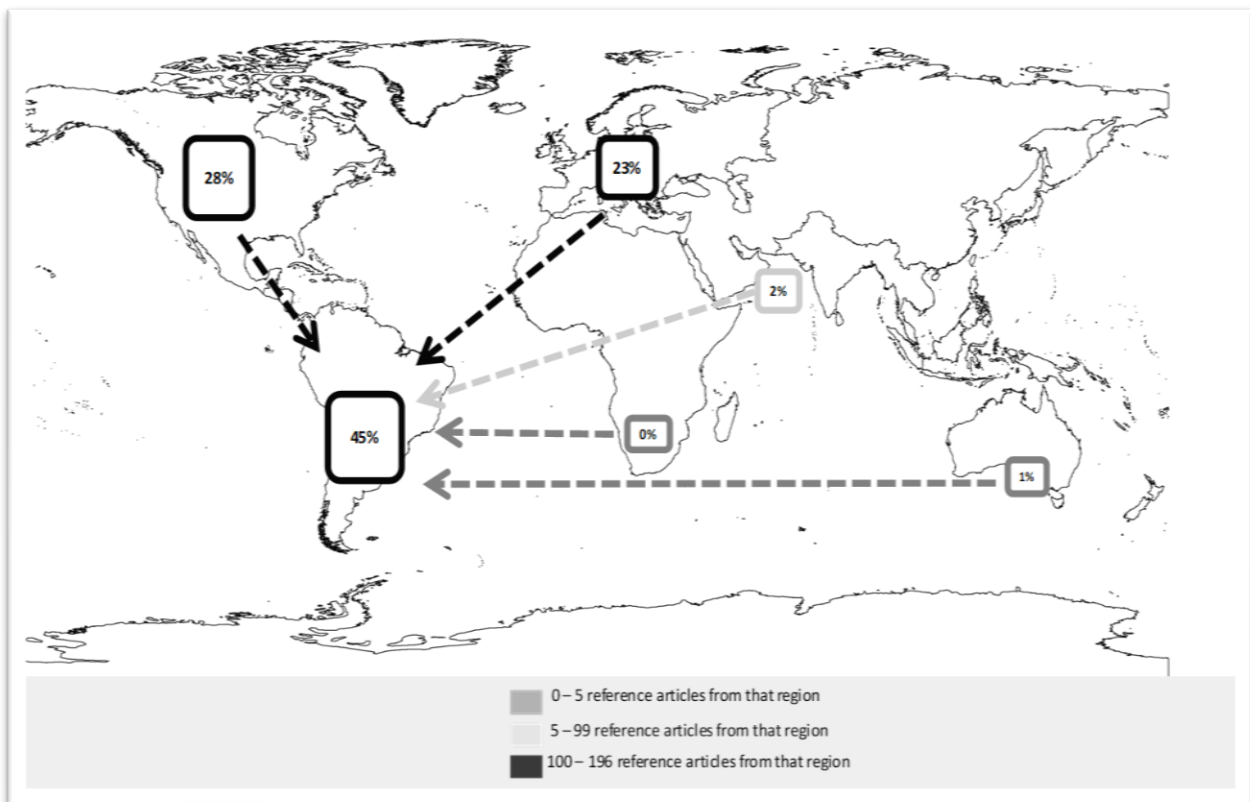 28%
23%
2%
45%
0%
1%
0 – 5 reference articles from that region
5 – 99 reference articles from that region
100 – 196 reference articles from that region